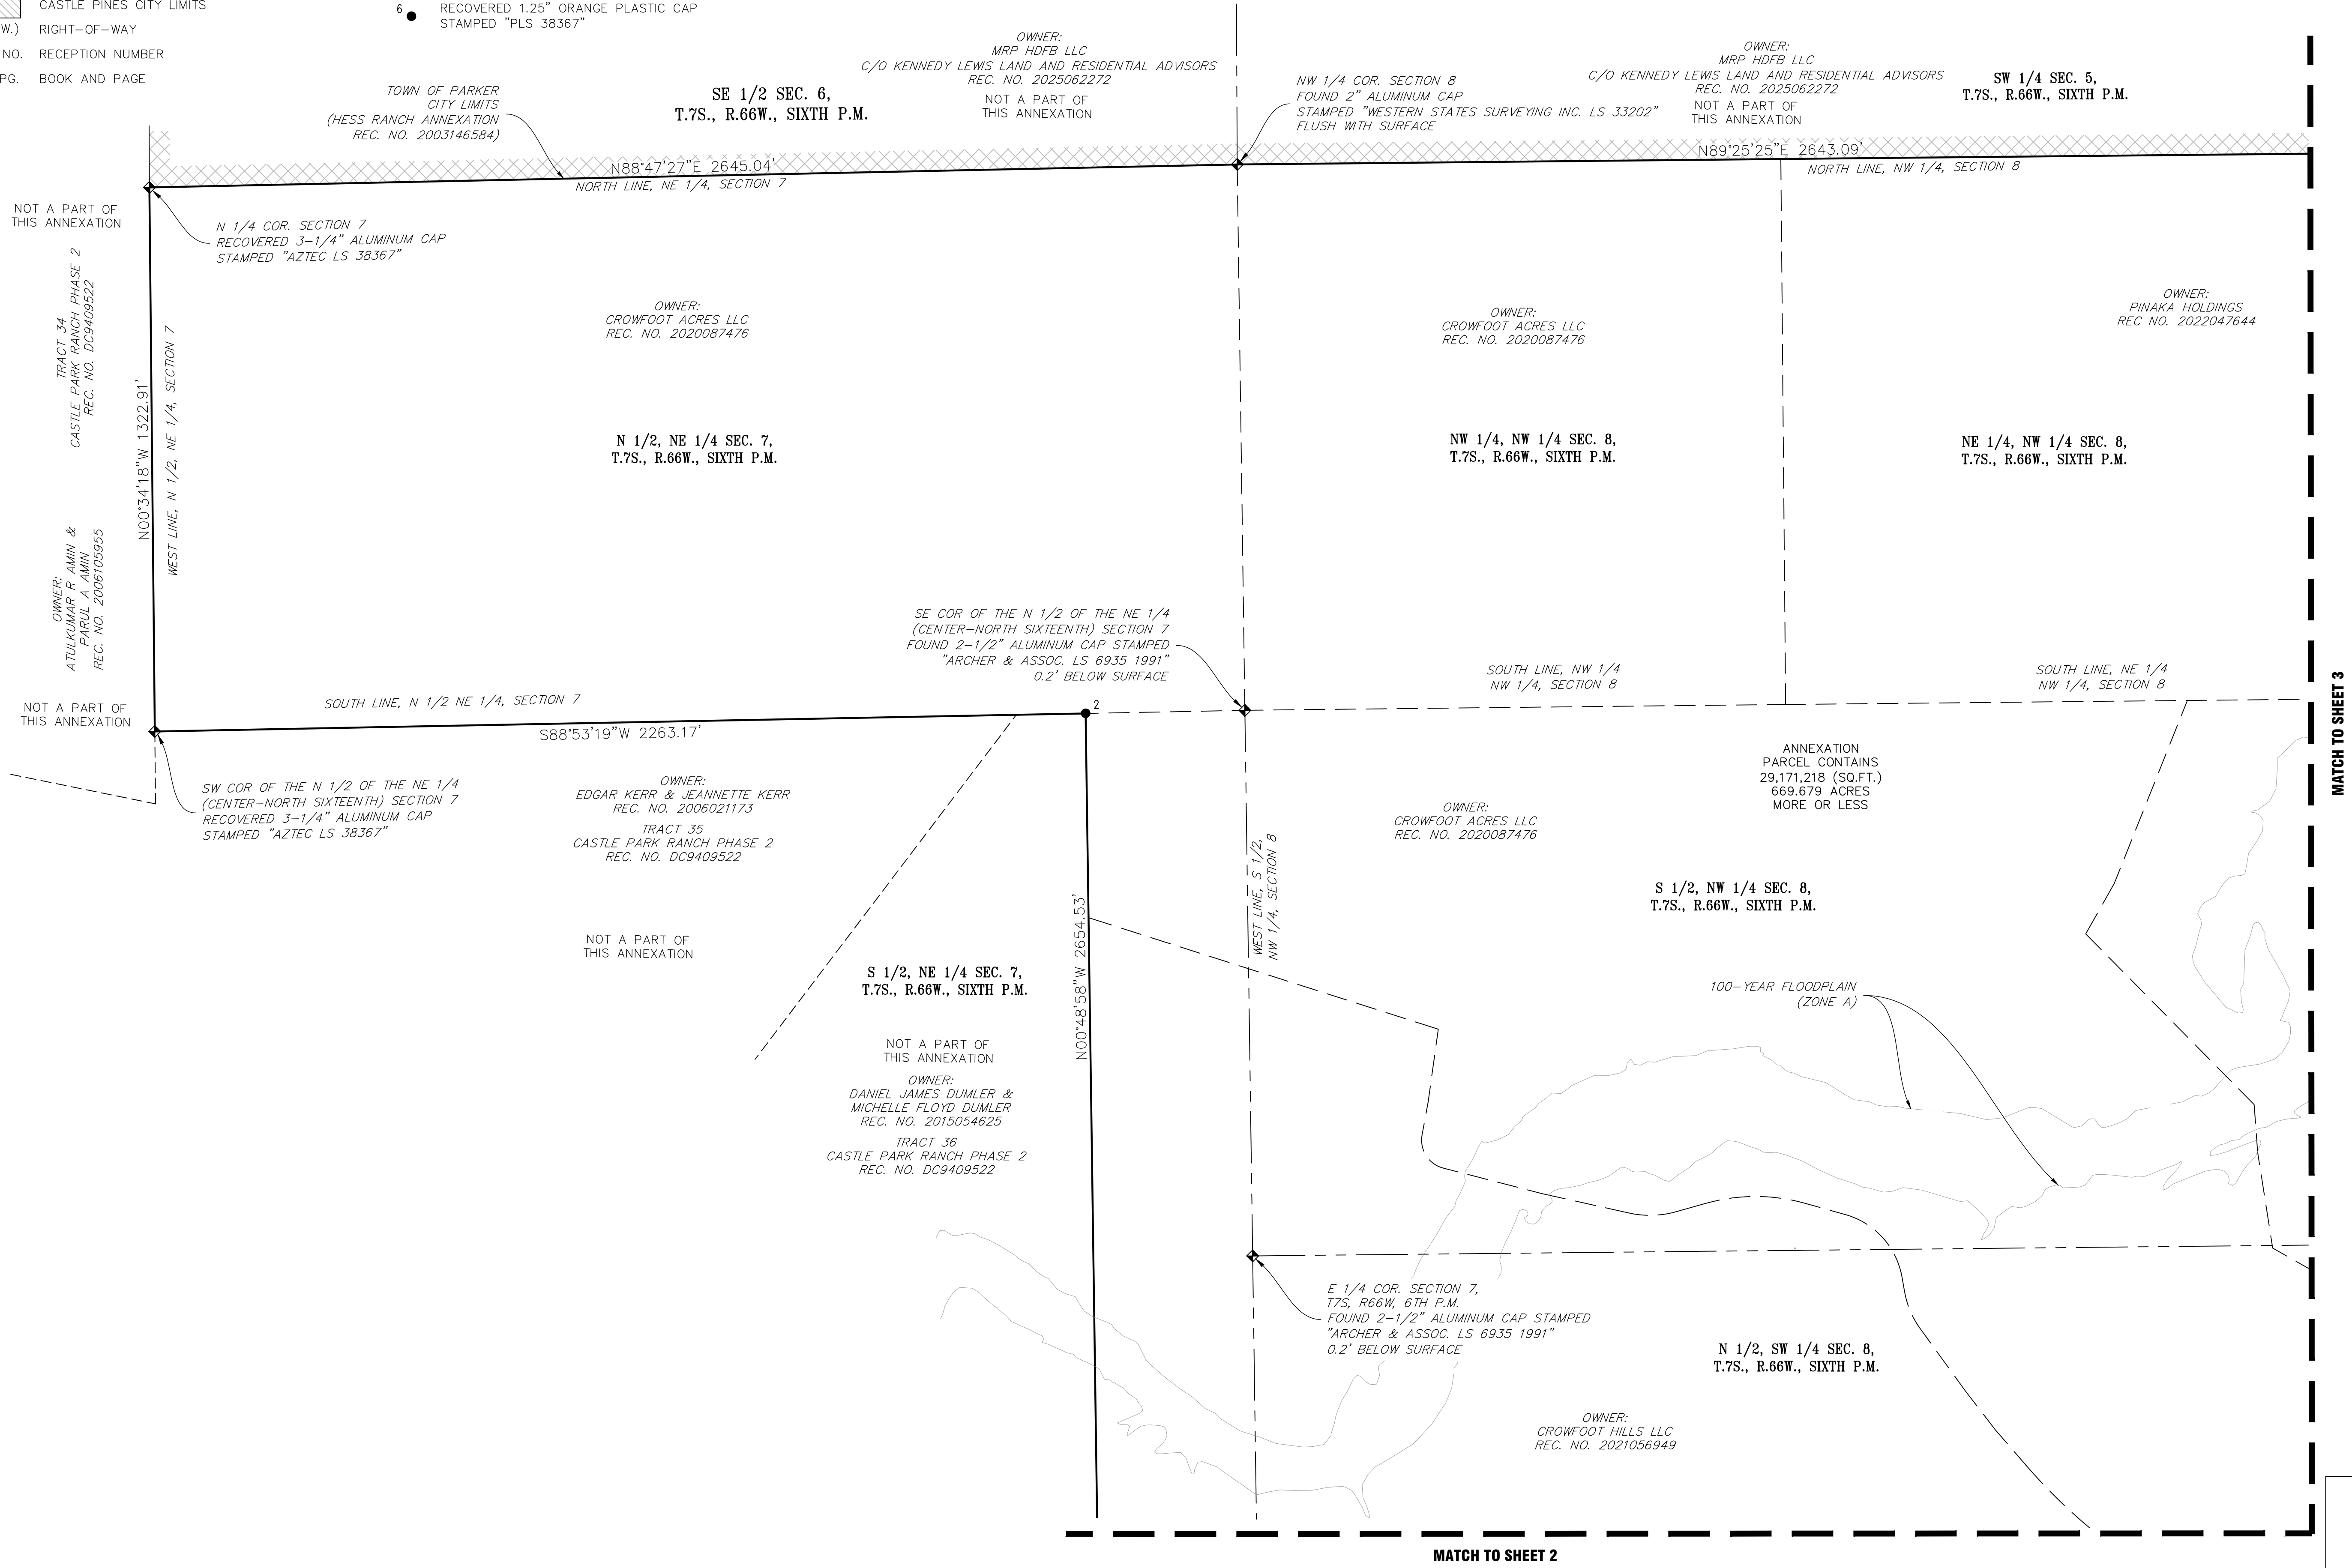 CASTLE PINES CITY LIMITS
W.) RIGHT-OF-WAY
NO. RECEPTION NUMBER
PG. BOOK AND PAGE
6 RECOVERED 1.25" ORANGE PLASTIC CAP
STAMPED "PLS 38367"
TOWN OF PARKER
CITY LIMITS
(HESS RANCH ANNEXATION
REC. NO. 2003146584)
SE 1/2 SEC. 6,
T.7S., R.66W., SIXTH P.M.
OWNER:
MRP HDFB LLC
C/O KENNEDY LEWIS LAND AND RESIDENTIAL ADVISORS
REC. NO. 2025062272
NOT A PART OF
THIS ANNEXATION
NW 1/4 COR. SECTION 8
FOUND 2" ALUMINUM CAP
STAMPED "WESTERN STATES SURVEYING INC. LS 33202"
FLUSH WITH SURFACE
OWNER:
MRP HDFB LLC
C/O KENNEDY LEWIS LAND AND RESIDENTIAL ADVISORS
REC. NO. 2025062272
NOT A PART OF
THIS ANNEXATION
SW 1/4 SEC. 5,
T.7S., R.66W., SIXTH P.M.
N88°47'27"E 2645.04'
NORTH LINE, NE 1/4, SECTION 7
N89°25'25"E 2643.09'
NORTH LINE, NW 1/4, SECTION 8
NOT A PART OF
THIS ANNEXATION
N 1/4 COR. SECTION 7
RECOVERED 3-1/4" ALUMINUM CAP
STAMPED "AZTEC LS 38367"
TRACT 34
CASTLE PARK RANCH PHASE 2
REC. NO. DC9409522
N00°34'18"W 1322.91'
WEST LINE, N 1/2, NE 1/4, SECTION 7
OWNER:
ATULKUMAR R AMIN &
PARUL A AMIN
REC. NO. 2006105955
OWNER:
CROWFOOT ACRES LLC
REC. NO. 2020087476
OWNER:
CROWFOOT ACRES LLC
REC. NO. 2020087476
OWNER:
PINAKA HOLDINGS
REC NO. 2022047644
N 1/2, NE 1/4 SEC. 7,
T.7S., R.66W., SIXTH P.M.
NW 1/4, NW 1/4 SEC. 8,
T.7S., R.66W., SIXTH P.M.
NE 1/4, NW 1/4 SEC. 8,
T.7S., R.66W., SIXTH P.M.
SE COR OF THE N 1/2 OF THE NE 1/4
(CENTER-NORTH SIXTEENTH) SECTION 7
FOUND 2-1/2" ALUMINUM CAP STAMPED
"ARCHER & ASSOC. LS 6935 1991"
0.2' BELOW SURFACE
SOUTH LINE, NW 1/4
NW 1/4, SECTION 8
SOUTH LINE, NE 1/4
NW 1/4, SECTION 8
MATCH TO SHEET 3
NOT A PART OF
THIS ANNEXATION
SOUTH LINE, N 1/2 NE 1/4, SECTION 7
2
S88°53'19"W 2263.17'
SW COR OF THE N 1/2 OF THE NE 1/4
(CENTER-NORTH SIXTEENTH) SECTION 7
RECOVERED 3-1/4" ALUMINUM CAP
STAMPED "AZTEC LS 38367"
OWNER:
EDGAR KERR & JEANNETTE KERR
REC. NO. 2006021173
TRACT 35
CASTLE PARK RANCH PHASE 2
REC. NO. DC9409522
NOT A PART OF
THIS ANNEXATION
ANNEXATION
PARCEL CONTAINS
29,171,218 (SQ.FT.)
669.679 ACRES
MORE OR LESS
OWNER:
CROWFOOT ACRES LLC
REC. NO. 2020087476
WEST LINE, S 1/2,
NW 1/4, SECTION 8
N00°48'58"W 2654.53'
S 1/2, NW 1/4 SEC. 8,
T.7S., R.66W., SIXTH P.M.
S 1/2, NE 1/4 SEC. 7,
T.7S., R.66W., SIXTH P.M.
100-YEAR FLOODPLAIN
(ZONE A)
NOT A PART OF
THIS ANNEXATION
OWNER:
DANIEL JAMES DUMLER &
MICHELLE FLOYD DUMLER
REC. NO. 2015054625
TRACT 36
CASTLE PARK RANCH PHASE 2
REC. NO. DC9409522
E 1/4 COR. SECTION 7,
T7S, R66W, 6TH P.M.
FOUND 2-1/2" ALUMINUM CAP STAMPED
"ARCHER & ASSOC. LS 6935 1991"
0.2' BELOW SURFACE
N 1/2, SW 1/4 SEC. 8,
T.7S., R.66W., SIXTH P.M.
OWNER:
CROWFOOT HILLS LLC
REC. NO. 2021056949
MATCH TO SHEET 2